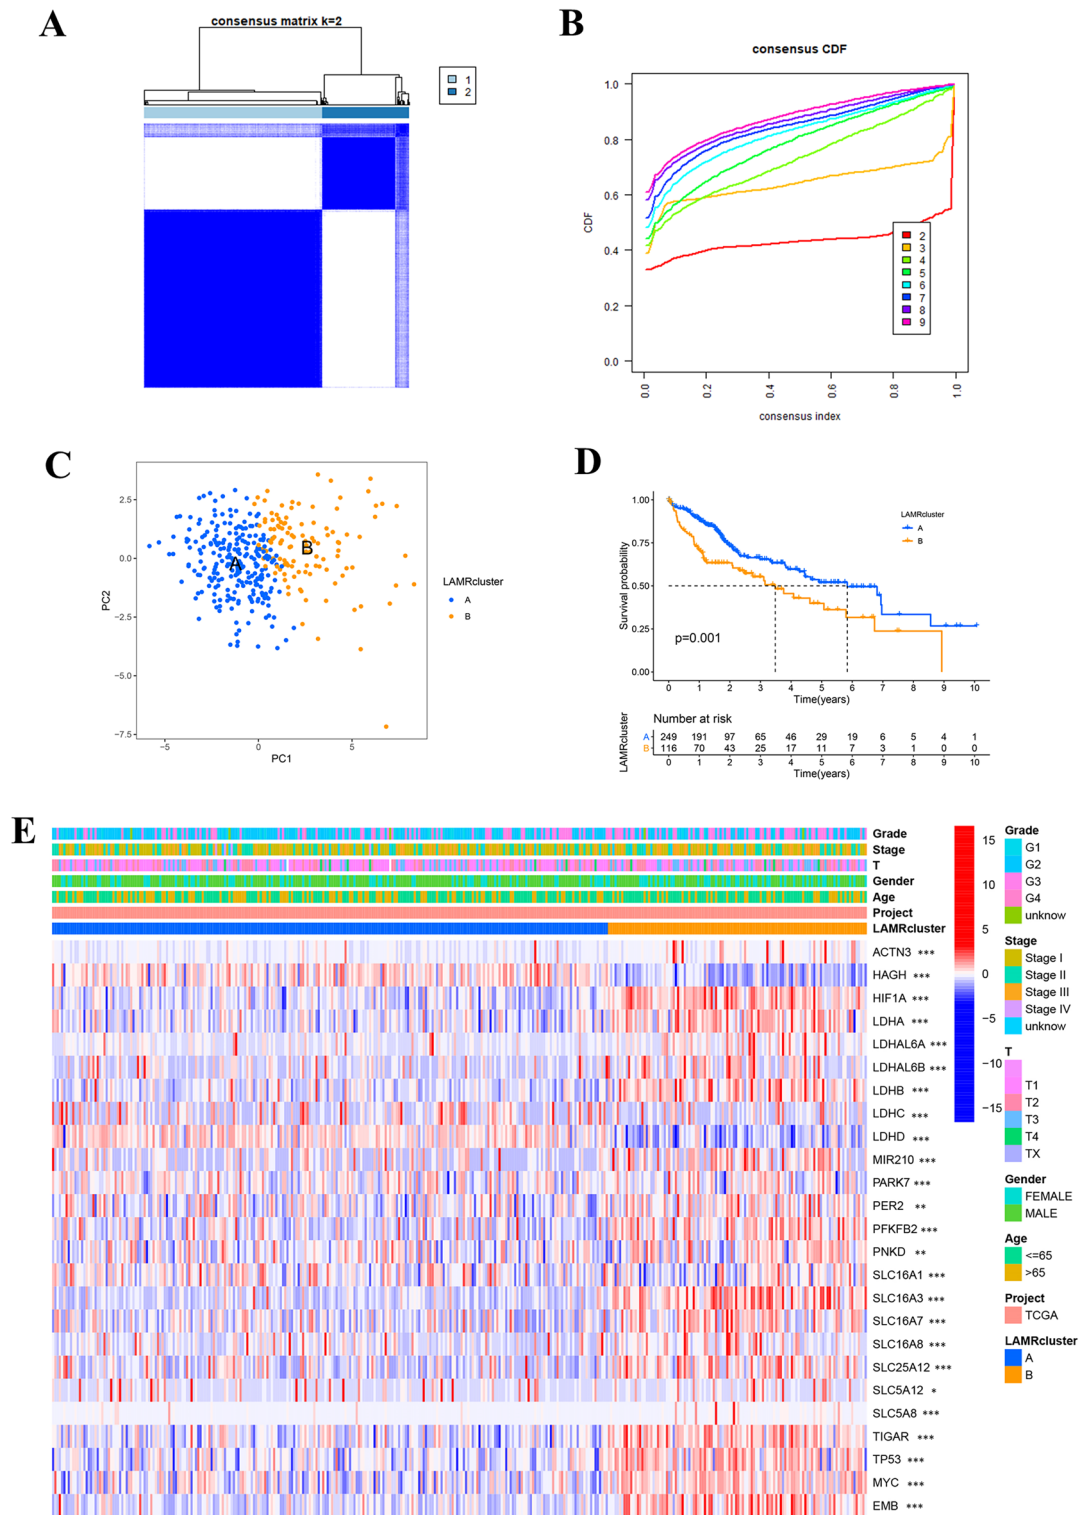 A
consensus matrix k=2
1
2
B
consensus CDF
1.0
0.8
0.6
0.4
0.2
0.0
CDF
2
3
4
5
6
7
8
9
0.0 0.2 0.4 0.6 0.8 1.0
consensus index
C
2.5
0.0
−2.5
−5.0
−7.5
PC2
A
B
−5 0 5
PC1
LAMRcluster
A
B
D
1.00
0.75
0.50
0.25
0.00
Survival probability
LAMRcluster
A
B
p=0.001
0 1 2 3 4 5 6 7 8 9 10
Time(years)
Number at risk
LAMRcluster
A 249 191 97 65 46 29 19 6 5 4 1
B 116 70 43 25 17 11 7 3 1 0 0
0 1 2 3 4 5 6 7 8 9 10
Time(years)
E
Grade
Stage
T
Gender
Age
Project
LAMRcluster
ACTN3 ***
HAGH ***
HIF1A ***
LDHA ***
LDHAL6A ***
LDHAL6B ***
LDHB ***
LDHC ***
LDHD ***
MIR210 ***
PARK7 ***
PER2 **
PFKFB2 ***
PNKD **
SLC16A1 ***
SLC16A3 ***
SLC16A7 ***
SLC16A8 ***
SLC25A12 ***
SLC5A12 *
SLC5A8 ***
TIGAR ***
TP53 ***
MYC ***
EMB ***
15
10
5
0
−5
−10
−15
Grade
G1
G2
G3
G4
unknow
Stage
Stage I
Stage II
Stage III
Stage IV
unknow
T
T1
T2
T3
T4
TX
Gender
FEMALE
MALE
Age
<=65
>65
Project
TCGA
LAMRcluster
A
B